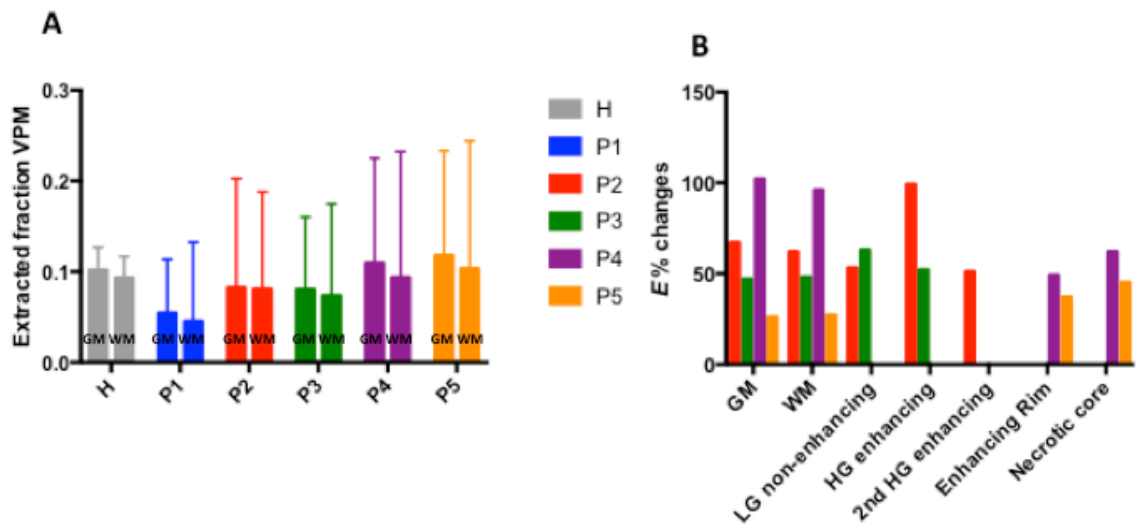 A
Extracted fraction VPM
0.3
0.2
0.1
0.0
GM WM GM WM GM WM GM WM GM WM GM WM
H P1 P2 P3 P4 P5
H
P1
P2
P3
P4
P5
B
E% changes
150
100
50
0
GM
WM
LG non-enhancing
HG enhancing
2nd HG enhancing
Enhancing Rim
Necrotic core